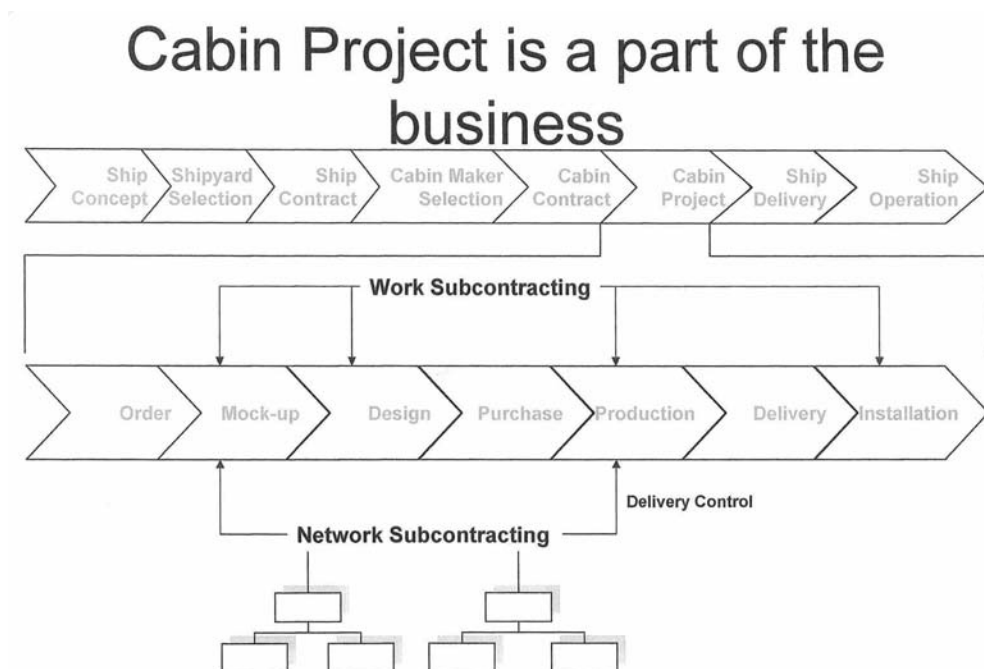 Cabin Project is a part of the
business
Ship Concept
Shipyard Selection
Ship Contract
Cabin Maker Selection
Cabin Contract
Cabin Project
Ship Delivery
Ship Operation
Work Subcontracting
Order
Mock-up
Design
Purchase
Production
Delivery
Installation
Delivery Control
Network Subcontracting